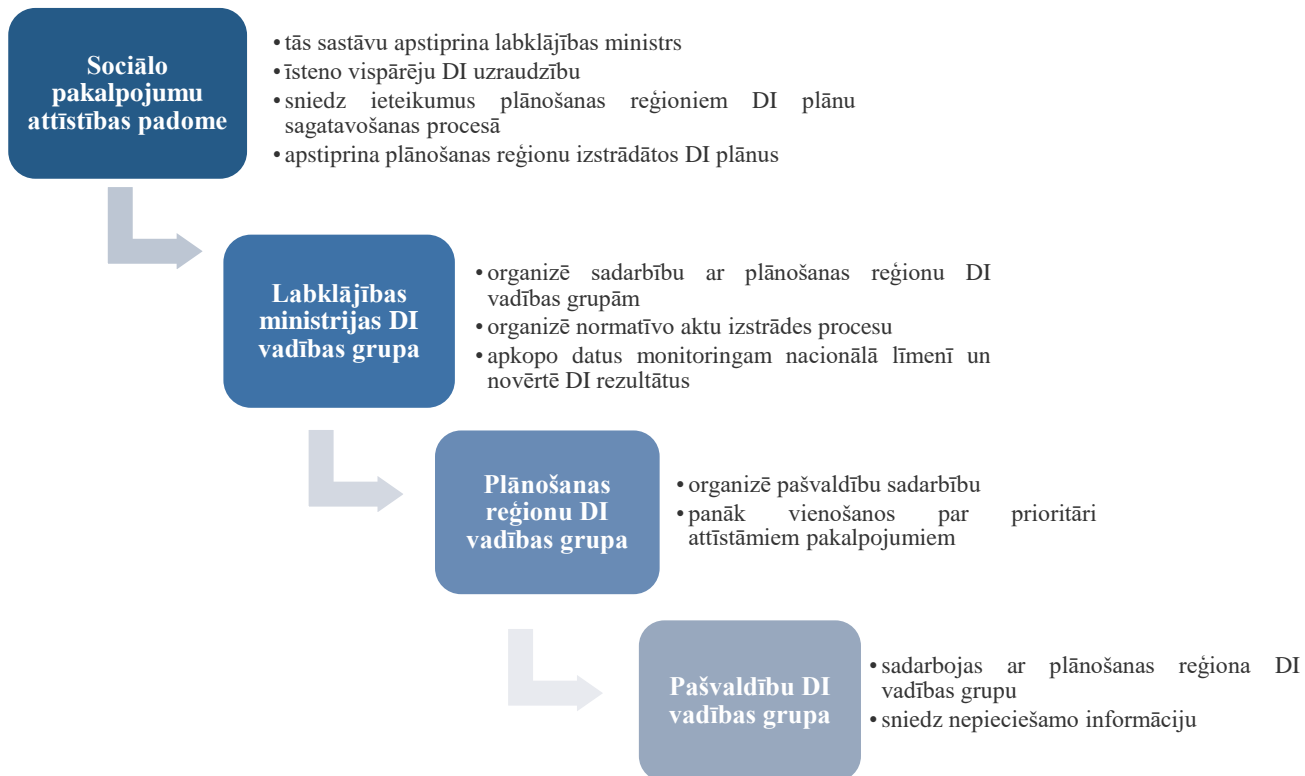 Sociālo
pakalpojumu
attīstības padome
• tās sastāvu apstiprina labklājības ministrs
• īsteno vispārēju DI uzraudzību
• sniedz ieteikumus plānošanas reģioniem DI plānu
sagatavošanas procesā
• apstiprina plānošanas reģionu izstrādātos DI plānus
Labklājības
ministrijas DI
vadības grupa
• organizē sadarbību ar plānošanas reģionu DI
vadības grupām
• organizē normatīvo aktu izstrādes procesu
• apkopo datus monitoringam nacionālā līmenī un
novērtē DI rezultātus
Plānošanas
reģionu DI
vadības grupa
• organizē pašvaldību sadarbību
• panāk vienošanos par prioritāri
attīstāmiem pakalpojumiem
Pašvaldību DI
vadības grupa
• sadarbojas ar plānošanas reģiona DI
vadības grupu
• sniedz nepieciešamo informāciju